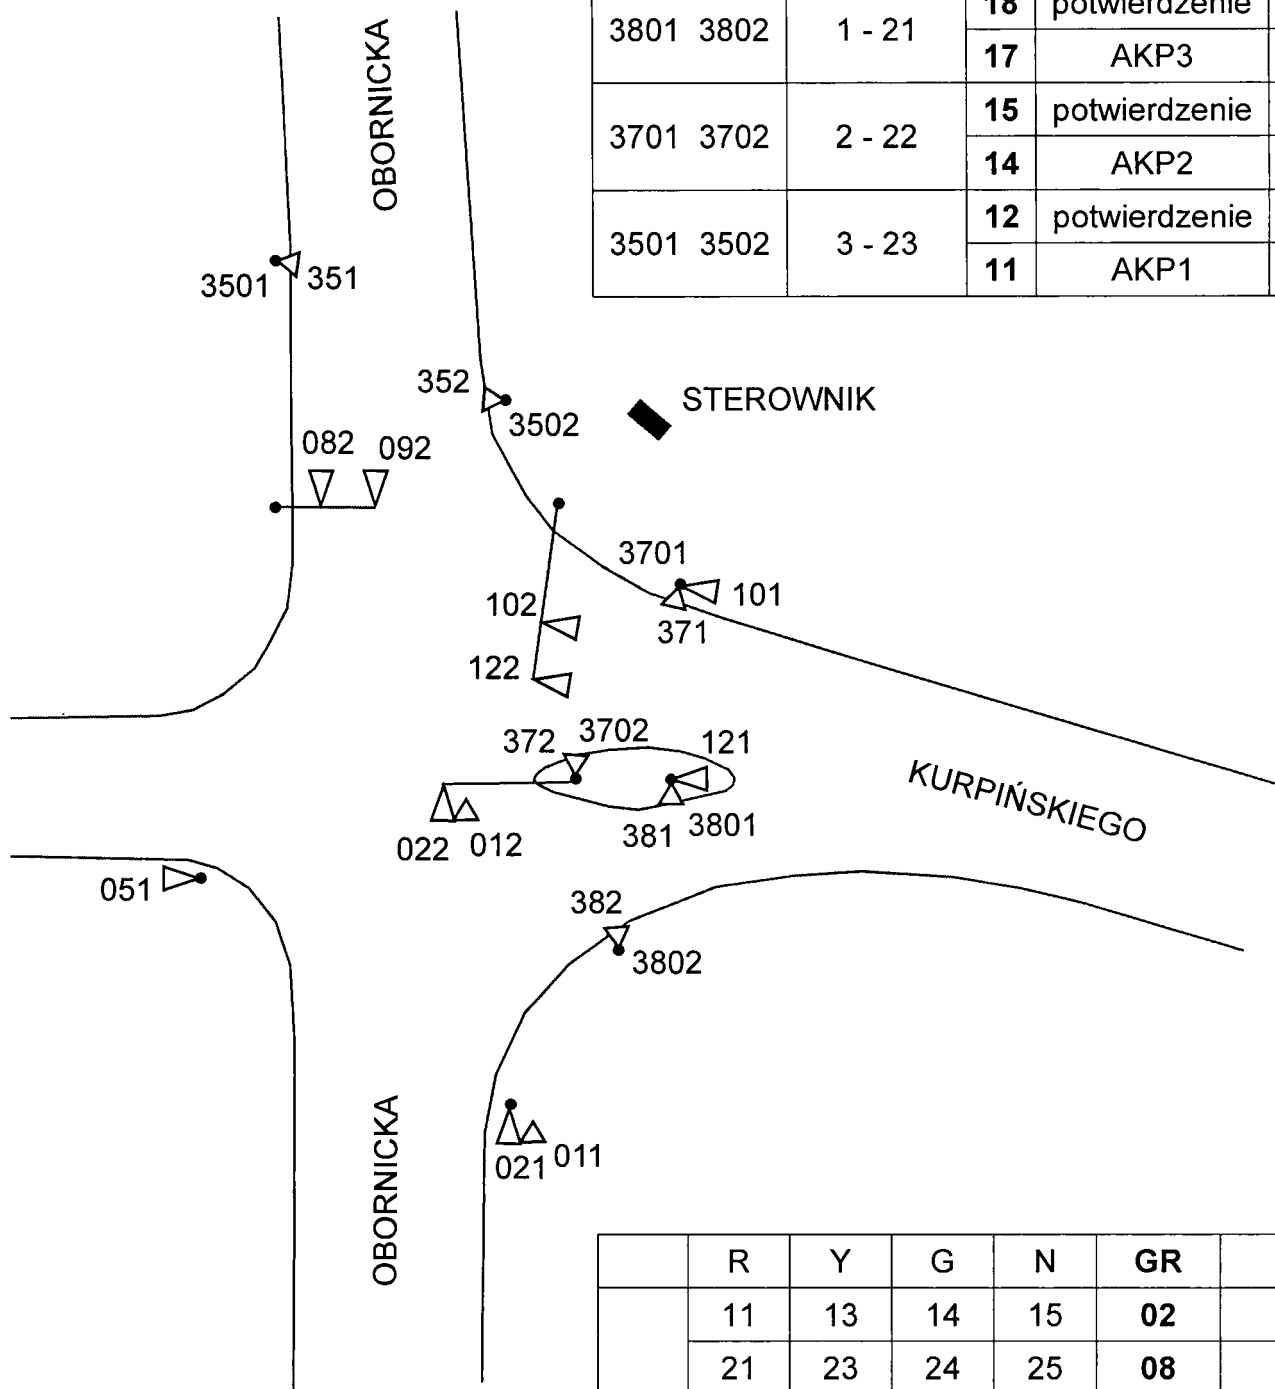 OBORNICKA
3801 3802 1 - 21 18 potwierdzenie
17 AKP3
3701 3702 2 - 22 15 potwierdzenie
14 AKP2
3501 3502 3 - 23 12 potwierdzenie
11 AKP1
3501 351
352
3502
STEROWNIK
082 092
3701
101
371
102
122
372 3702 121
KURPIŃSKIEGO
381 3801
022 012
051
382
3802
OBORNICKA
021 011
R Y G N GR
11 13 14 15 02
21 23 24 25 08